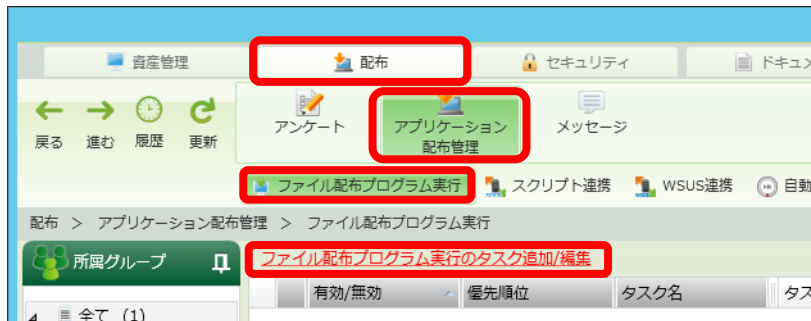 資産管理 配布 セキュリティ ドキュメ
戻る 進む 履歴 更新 アンケート アプリケーション配布管理 メッセージ
ファイル配布プログラム実行 スクリプト連携 WSUS連携 自動
配布 > アプリケーション配布管理 > ファイル配布プログラム実行
所属グループ ファイル配布プログラム実行のタスク追加/編集
有効/無効 優先順位 タスク名 タス
全て (1)